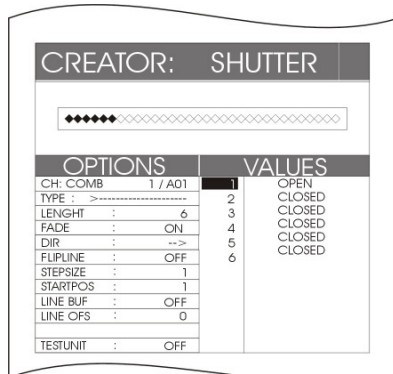 CREATOR: SHUTTER
OPTIONS
CH: COMB 1 / A01
TYPE : >----------------------
LENGHT : 6
FADE : ON
DIR : -->
FLIPLINE : OFF
STEPSIZE : 1
STARTPOS : 1
LINE BUF : OFF
LINE OFS : 0
TESTUNIT : OFF
VALUES
1 OPEN
2 CLOSED
3 CLOSED
4 CLOSED
5 CLOSED
6 CLOSED